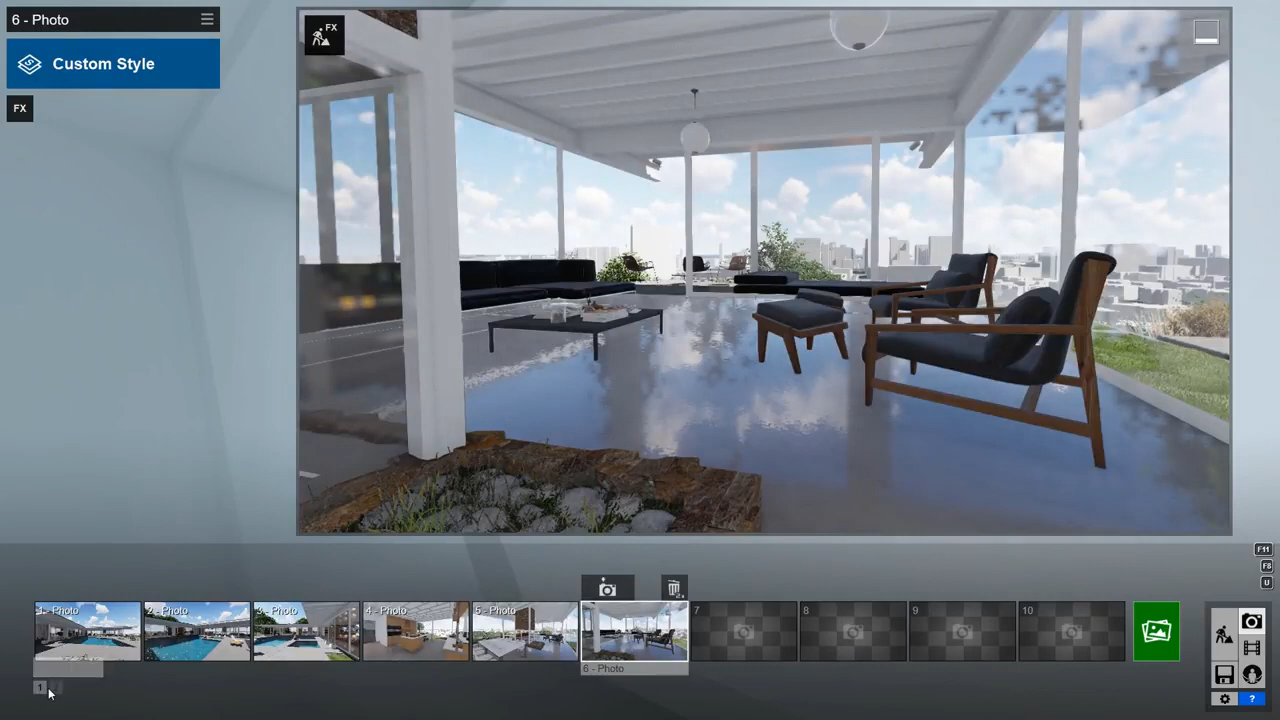 6 - Photo
Custom Style
FX
FX
F11
F8
U
1 - Photo
2 - Photo
3 - Photo
4 - Photo
5 - Photo
7
8
9
10
6 - Photo
1
?